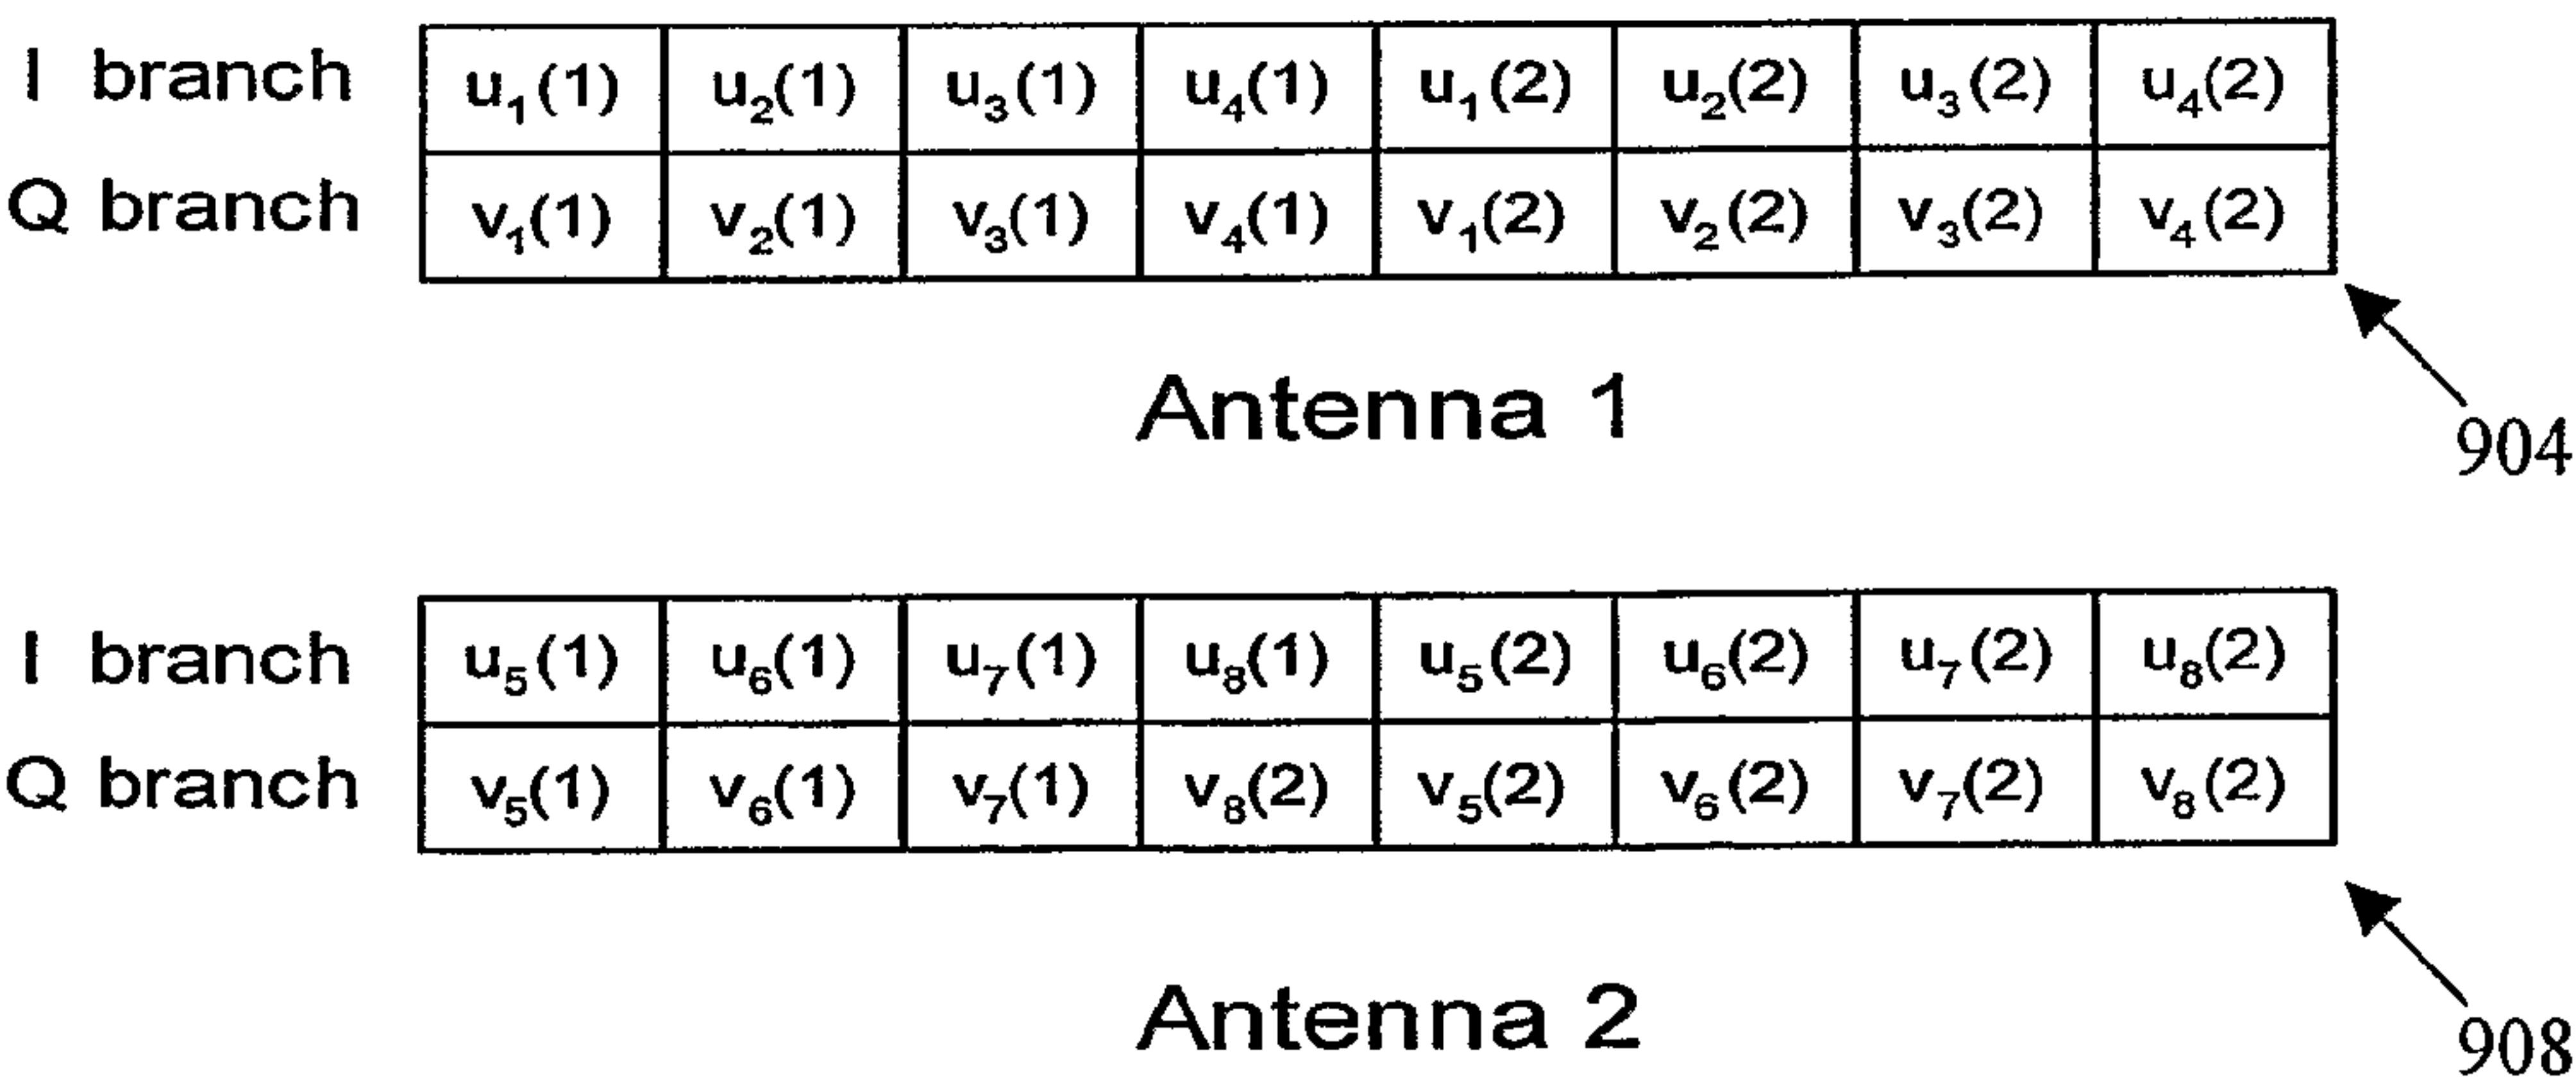 I branch u₁(1) u₂(1) u₃(1) u₄(1) u₁(2) u₂(2) u₃(2) u₄(2)
Q branch v₁(1) v₂(1) v₃(1) v₄(1) v₁(2) v₂(2) v₃(2) v₄(2)
Antenna 1
904
I branch u₅(1) u₆(1) u₇(1) u₈(1) u₅(2) u₆(2) u₇(2) u₈(2)
Q branch v₅(1) v₆(1) v₇(1) v₈(2) v₅(2) v₆(2) v₇(2) v₈(2)
Antenna 2
908